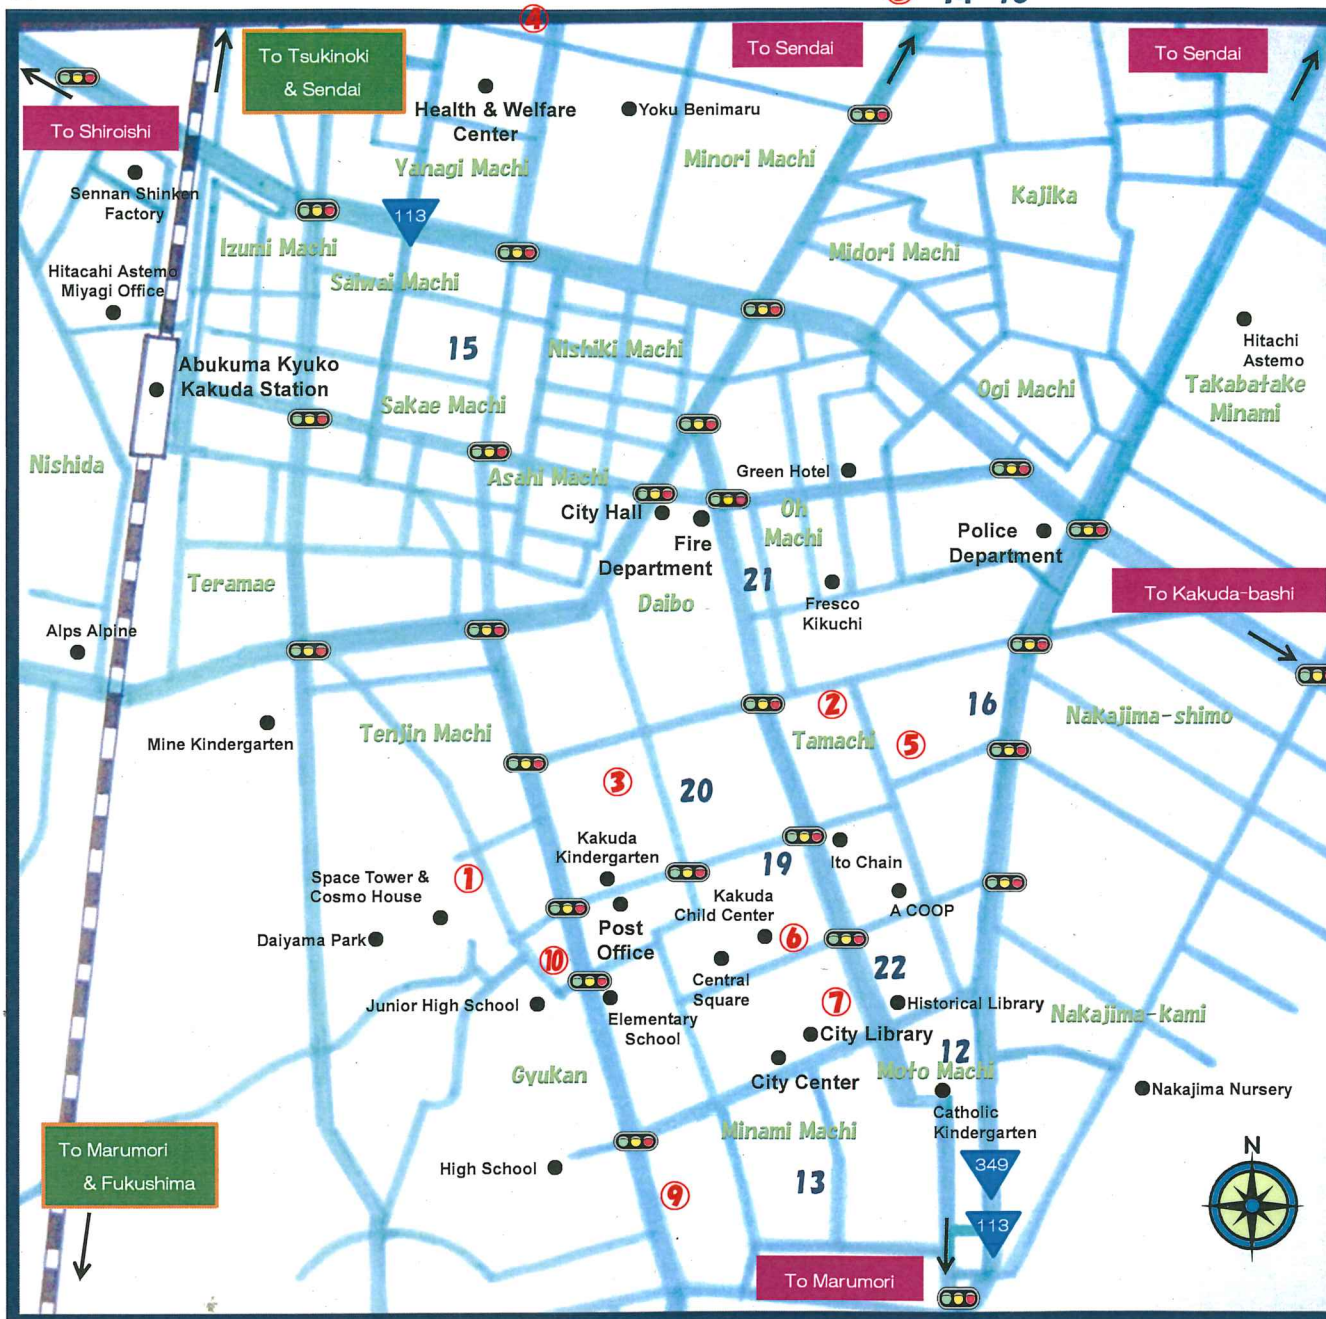 ④
To Tsukinoki
& Sendai
To Sendai
To Sendai
To Shiroishi
Health & Welfare
Center
Yoku Benimaru
Yanagi Machi
Minori Machi
Sennan Shinken
Factory
Kajika
113
Izumi Machi
Midori Machi
Hitacahi Astemo
Miyagi Office
Saiwai Machi
15
Nishiki Machi
Hitachi
Astemo
Abukuma Kyuko
Kakuda Station
Ogi Machi
Takabatake
Minami
Sakae Machi
Nishida
Asahi Machi
Green Hotel
City Hall
Oh
Machi
Fire
Department
Police
Department
Teramae
21
Daibo
Fresco
Kikuchi
To Kakuda-bashi
Alps Alpine
②
16
Nakajima-shimo
Mine Kindergarten
Tenjin Machi
Tamachi
⑤
③
20
Kakuda
Kindergarten
19
Ito Chain
Space Tower &
Cosmo House
①
Kakuda
Child Center
A COOP
Daiyama Park
Post
Office
⑥
⑩
Central
Square
22
Junior High School
Elementary
School
⑦
Historical Library
Nakajima-kami
City Library
12
Gyukan
City Center
Moto Machi
Nakajima Nursery
Catholic
Kindergarten
To Marumori
& Fukushima
Minami Machi
N
High School
349
13
⑨
113
To Marumori